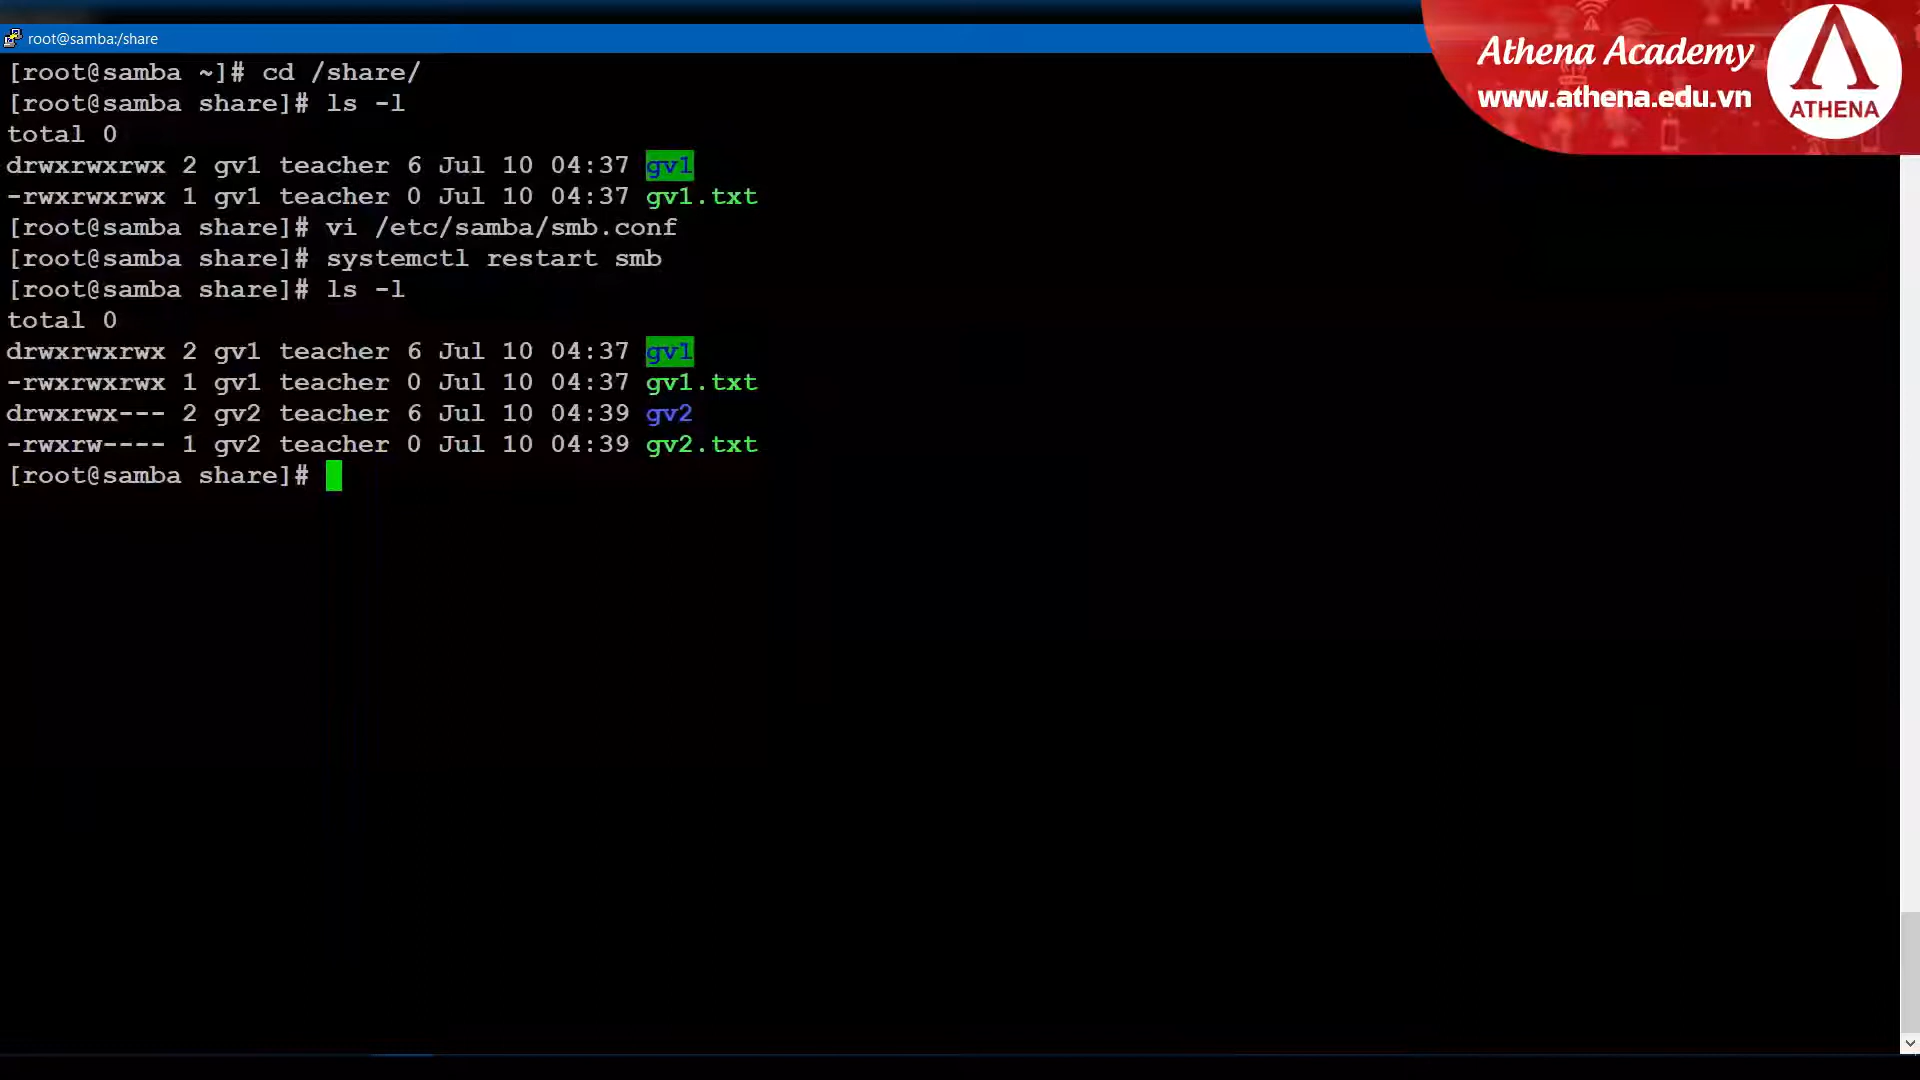 root@samba:/share
Athena Academy
www.athena.edu.vn
ATHENA
[root@samba ~]# cd /share/
[root@samba share]# ls -l
total 0
drwxrwxrwx 2 gv1 teacher 6 Jul 10 04:37 gv1
-rwxrwxrwx 1 gv1 teacher 0 Jul 10 04:37 gv1.txt
[root@samba share]# vi /etc/samba/smb.conf
[root@samba share]# systemctl restart smb
[root@samba share]# ls -l
total 0
drwxrwxrwx 2 gv1 teacher 6 Jul 10 04:37 gv1
-rwxrwxrwx 1 gv1 teacher 0 Jul 10 04:37 gv1.txt
drwxrwx--- 2 gv2 teacher 6 Jul 10 04:39 gv2
-rwxrw---- 1 gv2 teacher 0 Jul 10 04:39 gv2.txt
[root@samba share]#